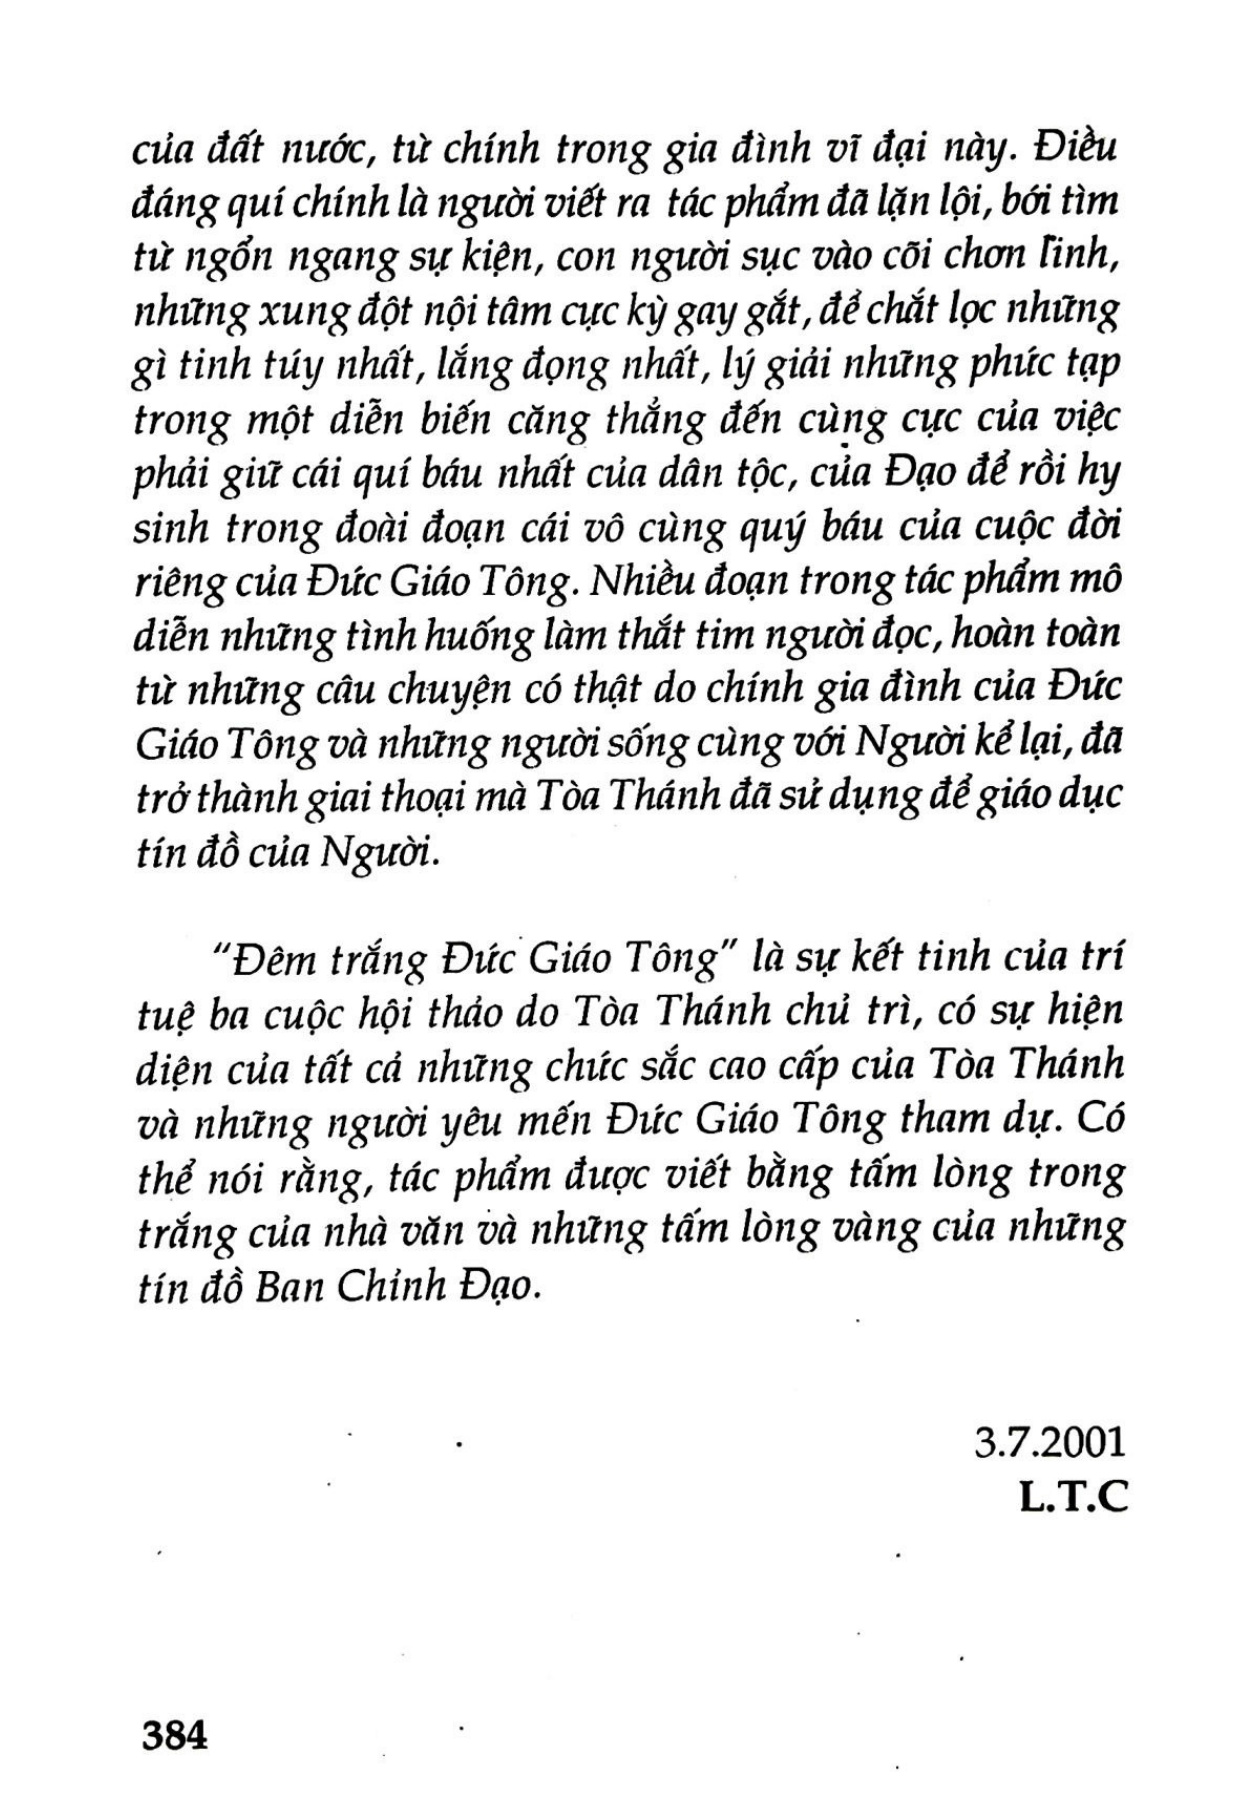 của đất nước, từ chính trong gia đình vĩ đại này. Điều
đáng quí chính là người viết ra tác phẩm đã lặn lội, bới tìm
từ ngổn ngang sự kiện, con người sục vào cõi chơn linh,
những xung đột nội tâm cực kỳ gay gắt, để chắt lọc những
gì tinh túy nhất, lắng đọng nhất, lý giải những phức tạp
trong một diễn biến căng thẳng đến cùng cực của việc
phải giữ cái quí báu nhất của dân tộc, của Đạo để rồi hy
sinh trong đoài đoạn cái vô cùng quý báu của cuộc đời
riêng của Đức Giáo Tông. Nhiều đoạn trong tác phẩm mô
diễn những tình huống làm thắt tim người đọc, hoàn toàn
từ những câu chuyện có thật do chính gia đình của Đức
Giáo Tông và những người sống cùng với Người kể lại, đã
trở thành giai thoại mà Tòa Thánh đã sử dụng để giáo dục
tín đồ của Người.
"Đêm trắng Đức Giáo Tông" là sự kết tinh của trí
tuệ ba cuộc hội thảo do Tòa Thánh chủ trì, có sự hiện
diện của tất cả những chức sắc cao cấp của Tòa Thánh
và những người yêu mến Đức Giáo Tông tham dự. Có
thể nói rằng, tác phẩm được viết bằng tấm lòng trong
trắng của nhà văn và những tấm lòng vàng của những
tín đồ Ban Chỉnh Đạo.
3.7.2001
L.T.C
384